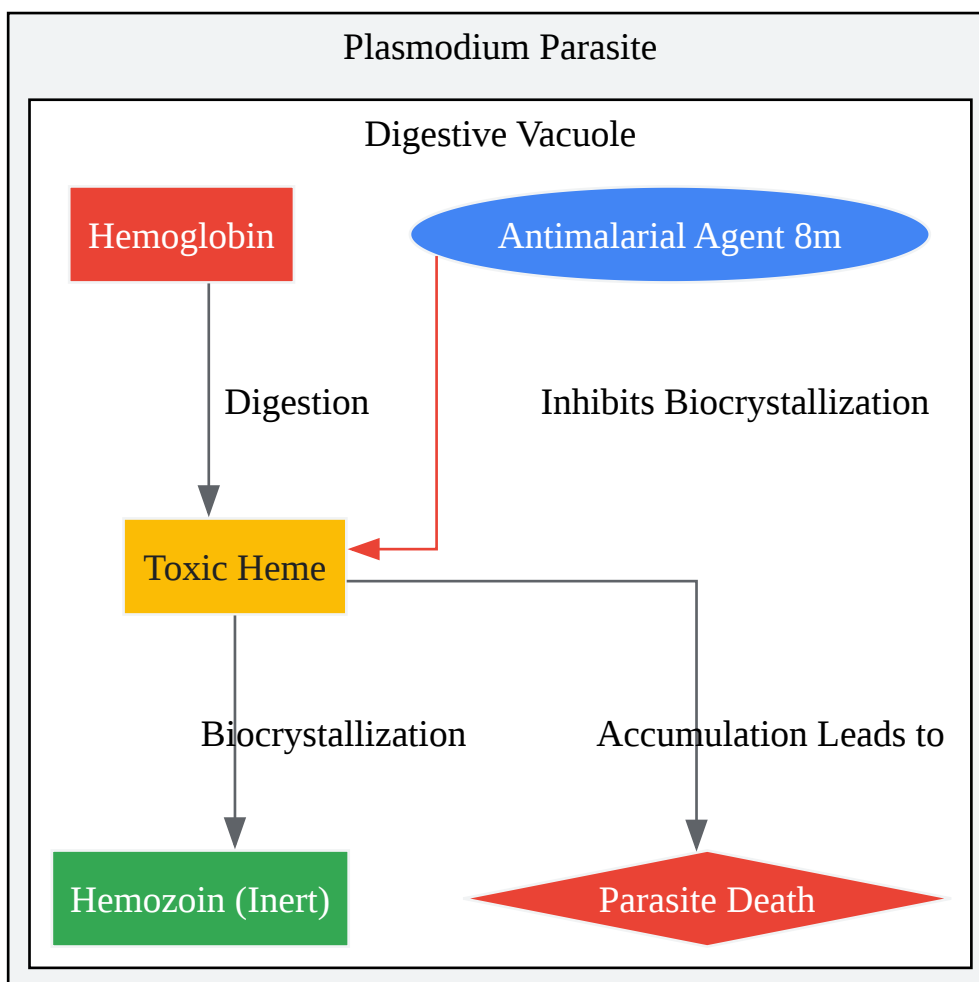 Plasmodium Parasite
Digestive Vacuole
Hemoglobin
Antimalarial Agent 8m
Digestion
Inhibits Biocrystallization
Toxic Heme
Biocrystallization
Accumulation Leads to
Hemozoin (Inert)
Parasite Death